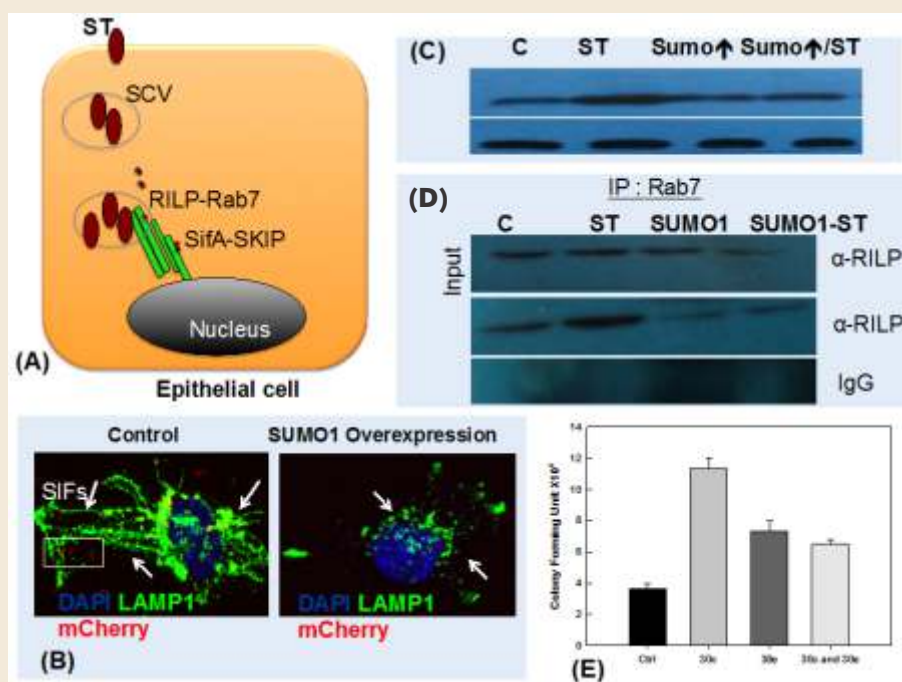 ST
SCV
RILP-Rab7
SifA-SKIP
Nucleus
(A)
Epithelial cell
(C)
C ST Sumo↑ Sumo↑/ST
IP : Rab7
(D)
C ST SUMO1 SUMO1-ST
Input
α-RILP
α-RILP
IgG
Control
SUMO1 Overexpression
SIFs
DAPI LAMP1
mCherry
DAPI LAMP1
mCherry
(B)
Colony Forming Unit
14
12
10
8
6
4
2
0
Ctrl
(E)